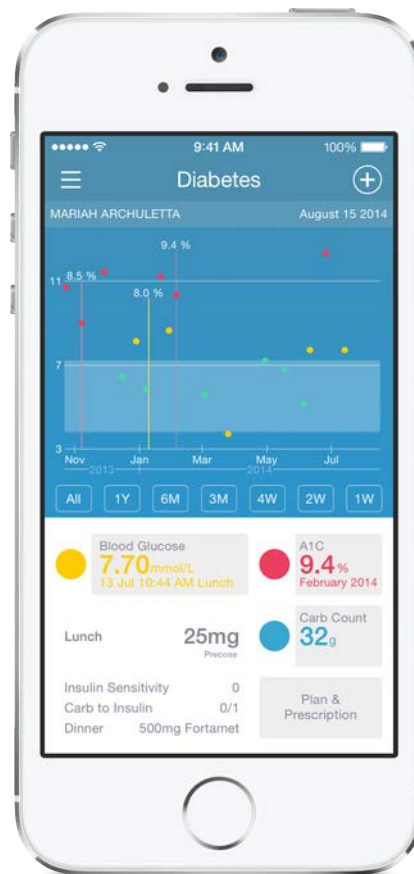 9:41 AM
100%
Diabetes
MARIAH ARCHULETTA August 15 2014
9.4 %
11 8.5 %
8.0 %
7
3
Nov Jan Mar May Jul
2013 2014
All 1Y 6M 3M 4W 2W 1W
Blood Glucose
7.70 mmol/L
13 Jul 10:44 AM Lunch
A1C
9.4 %
February 2014
Lunch 25mg
Precose
Carb Count
32g
Insulin Sensitivity 0
Carb to Insulin 0/1
Dinner 500mg Fortamet
Plan &
Prescription